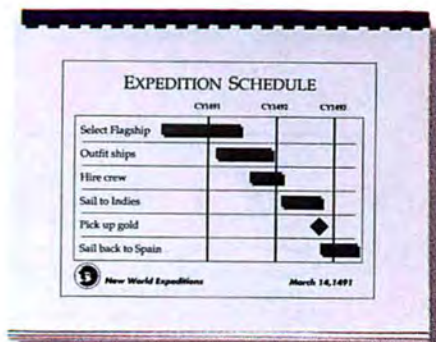 EXPEDITION SCHEDULE
CY1491 CY1492 CY1493
Select Flagship
Outfit ships
Hire crew
Sail to Indies
Pick up gold
Sail back to Spain
New World Expeditions March 14, 1491